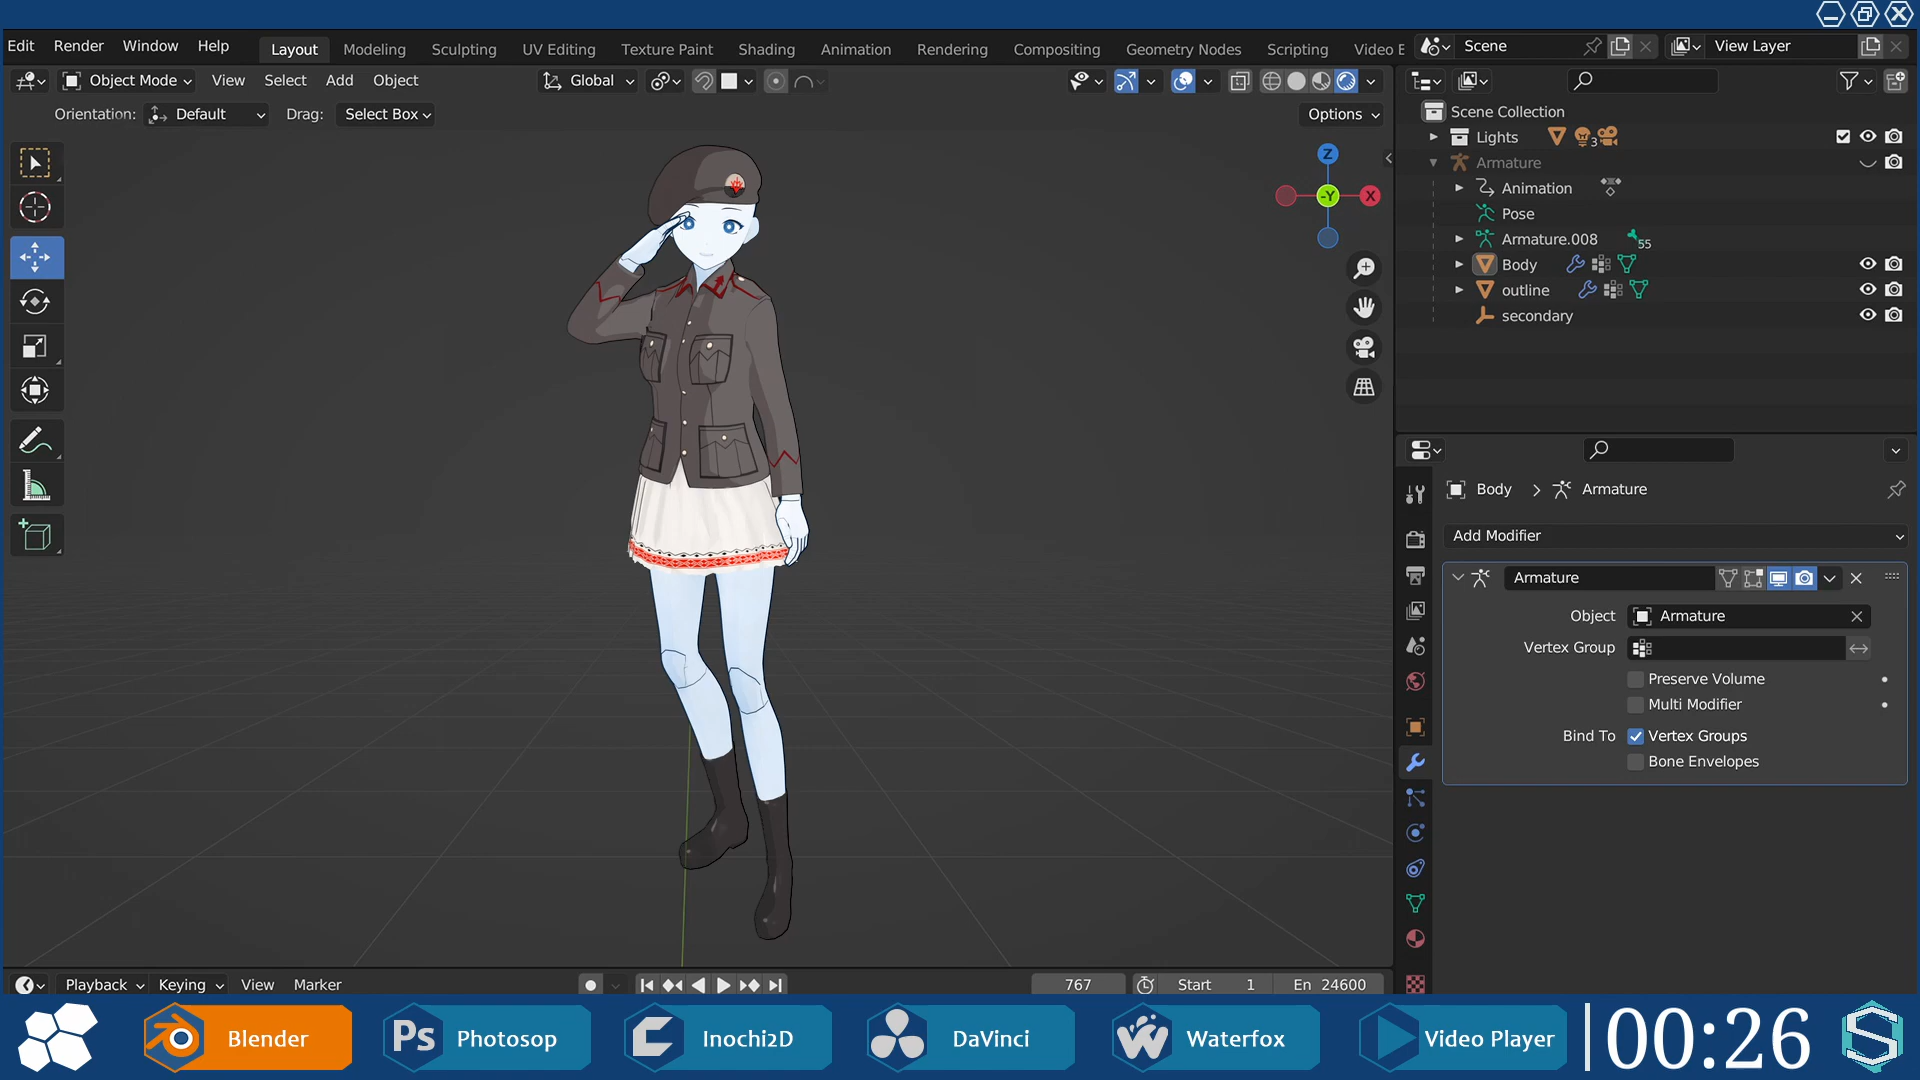 Edit Render Window Help Layout Modeling Sculpting UV Editing Texture Paint Shading Animation Rendering Compositing Geometry Nodes Scripting Video E Scene View Layer
Object Mode View Select Add Object Global
Orientation: Default Drag: Select Box Options
Scene Collection
Lights 3
Armature
Animation
Pose
Armature.008 55
Body
outline
secondary
Z
-Y X
Body > Armature
Add Modifier
Armature
Object Armature
Vertex Group
Preserve Volume
Multi Modifier
Bind To Vertex Groups
Bone Envelopes
Playback Keying View Marker 767 Start 1 En 24600
Blender Ps Photosop Inochi2D DaVinci Waterfox Video Player 00:26